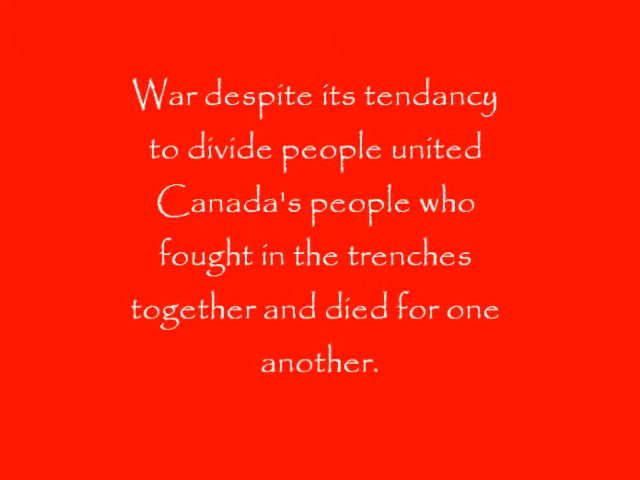 War despite its tendancy
to divide people united
Canada's people who
fought in the trenches
together and died for one
another.